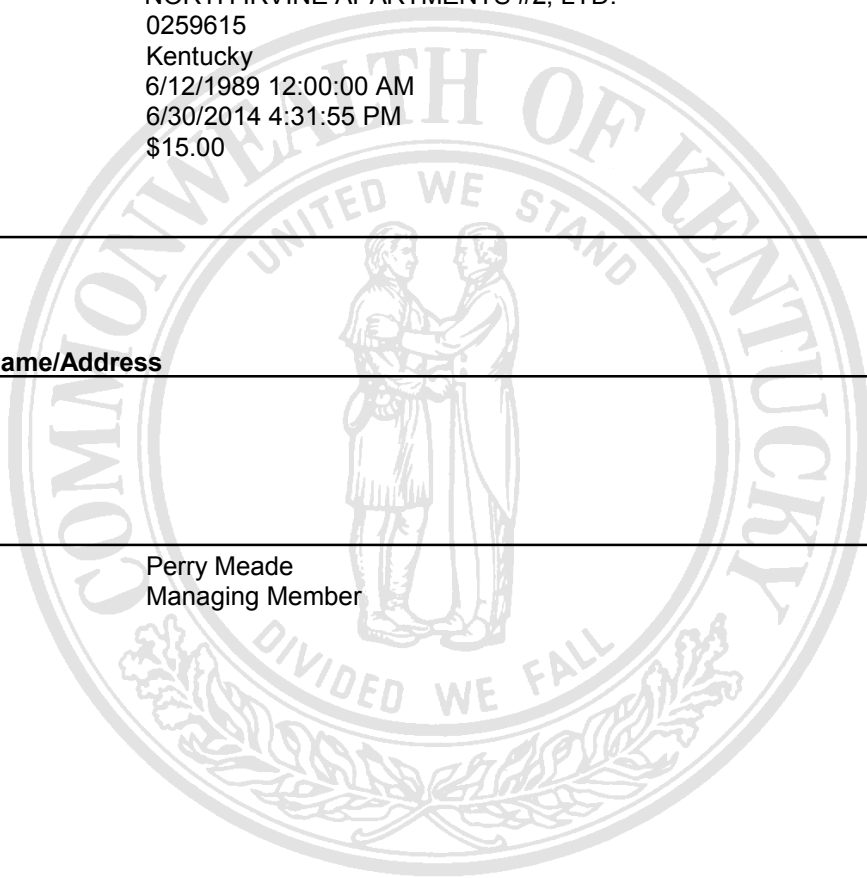 NORTH IRVINE APARTMENTS #2, LTD.
0259615
Kentucky
6/12/1989 12:00:00 AM
6/30/2014 4:31:55 PM
$15.00
COMMONWEALTH OF KENTUCKY
UNITED WE STAND
ame/Address
Perry Meade
Managing Member
DIVIDED WE FALL